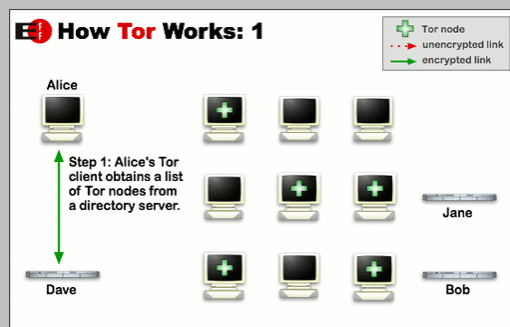 EFF How Tor Works: 1
Tor node
unencrypted link
encrypted link
Alice
Step 1: Alice's Tor
client obtains a list
of Tor nodes from
a directory server.
Jane
Dave
Bob